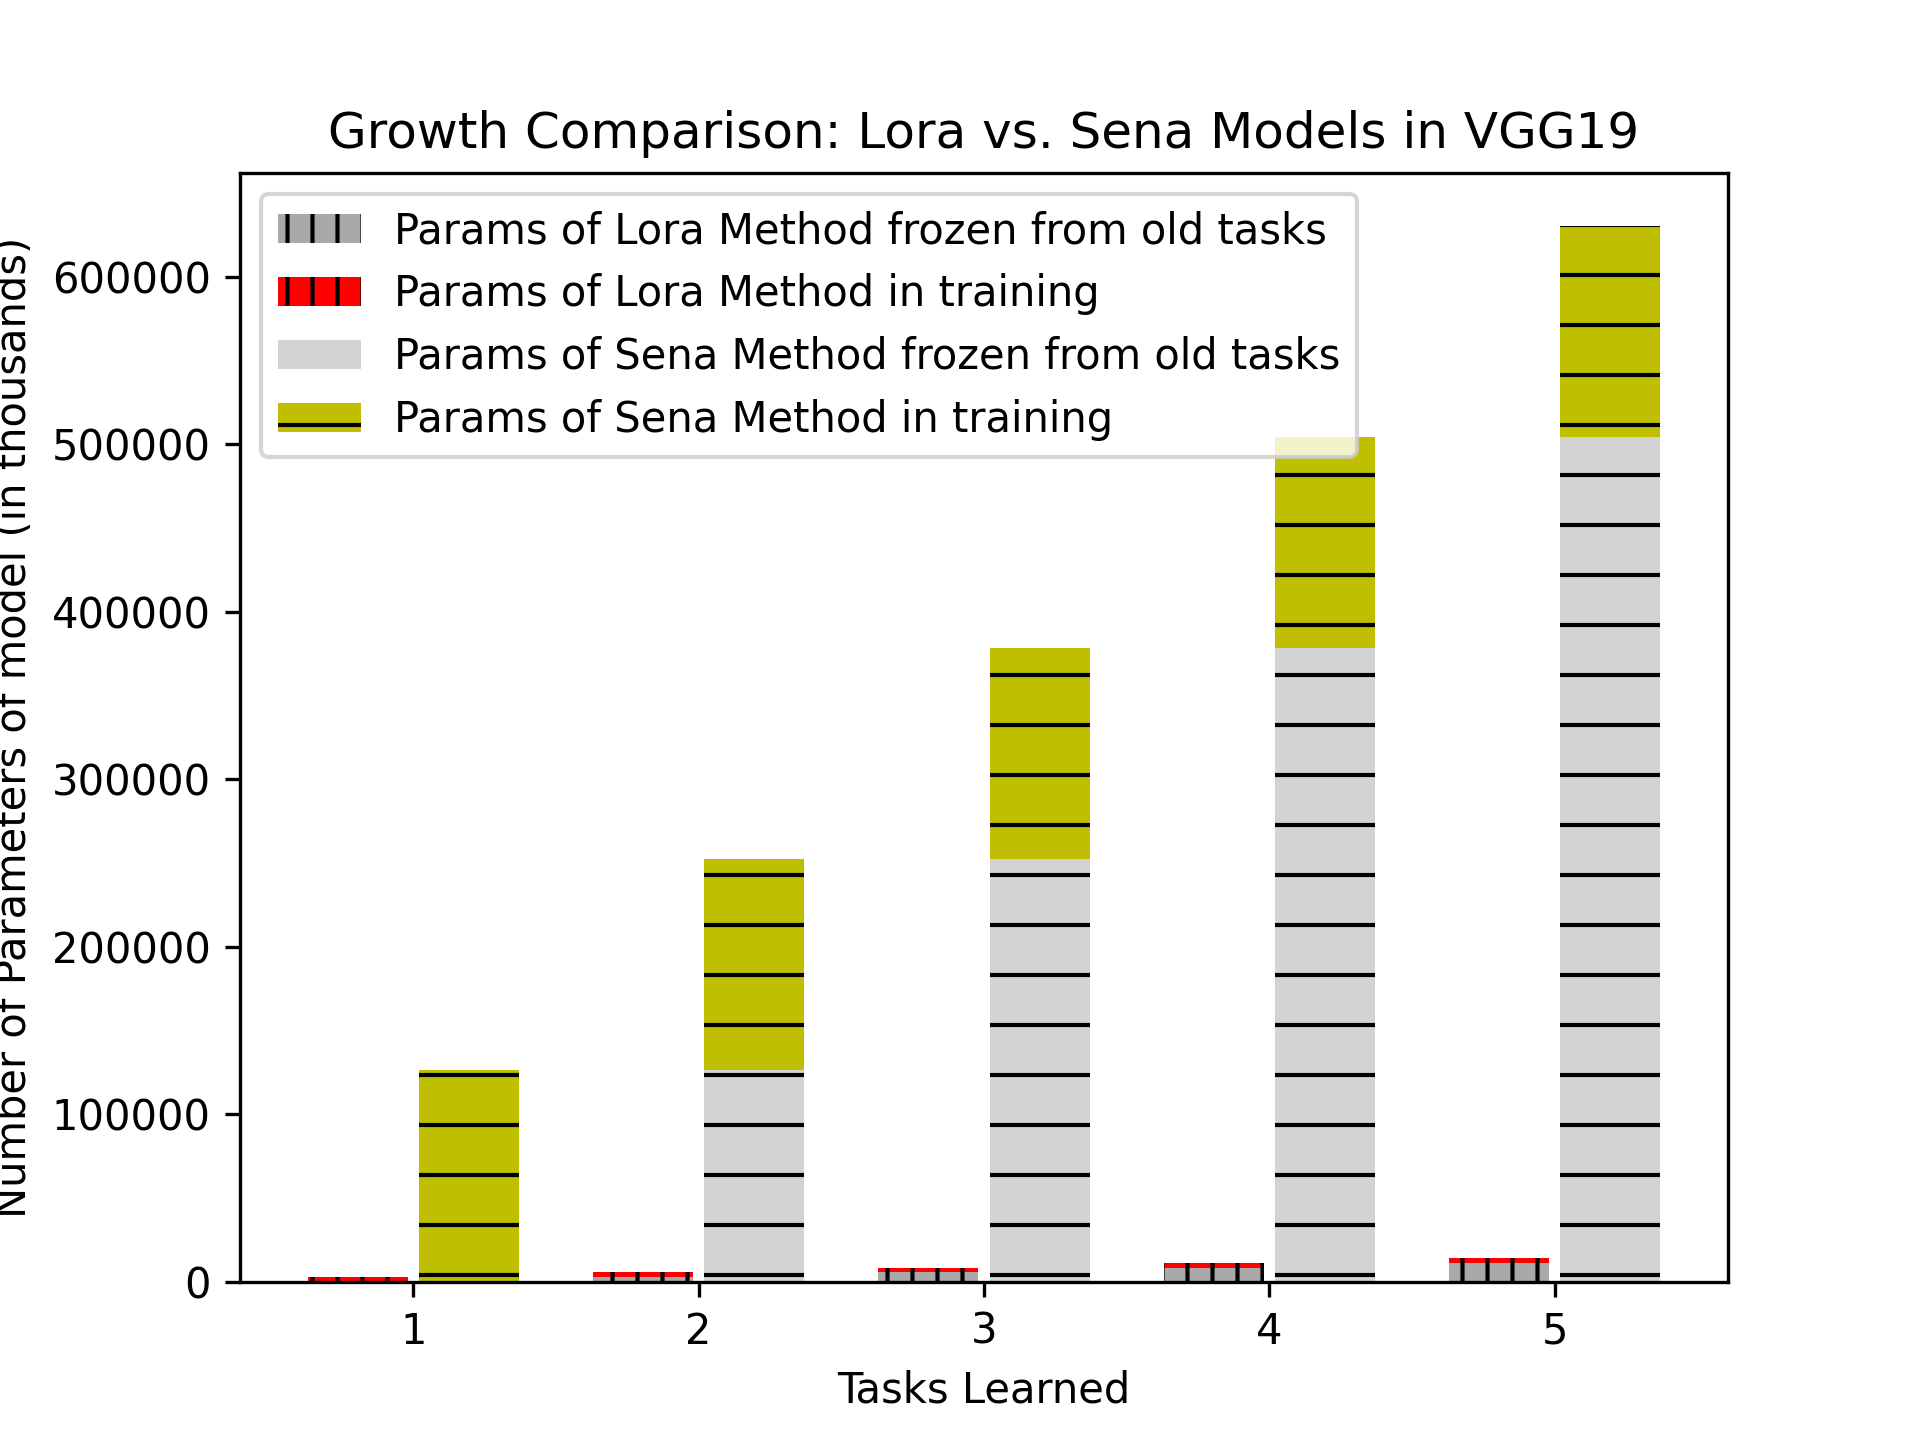 Growth Comparison: Lora vs. Sena Models in VGG19
Params of Lora Method frozen from old tasks
Params of Lora Method in training
Params of Sena Method frozen from old tasks
Params of Sena Method in training
Number of Parameters of model (in thousands)
600000
500000
400000
300000
200000
100000
0
1 2 3 4 5
Tasks Learned